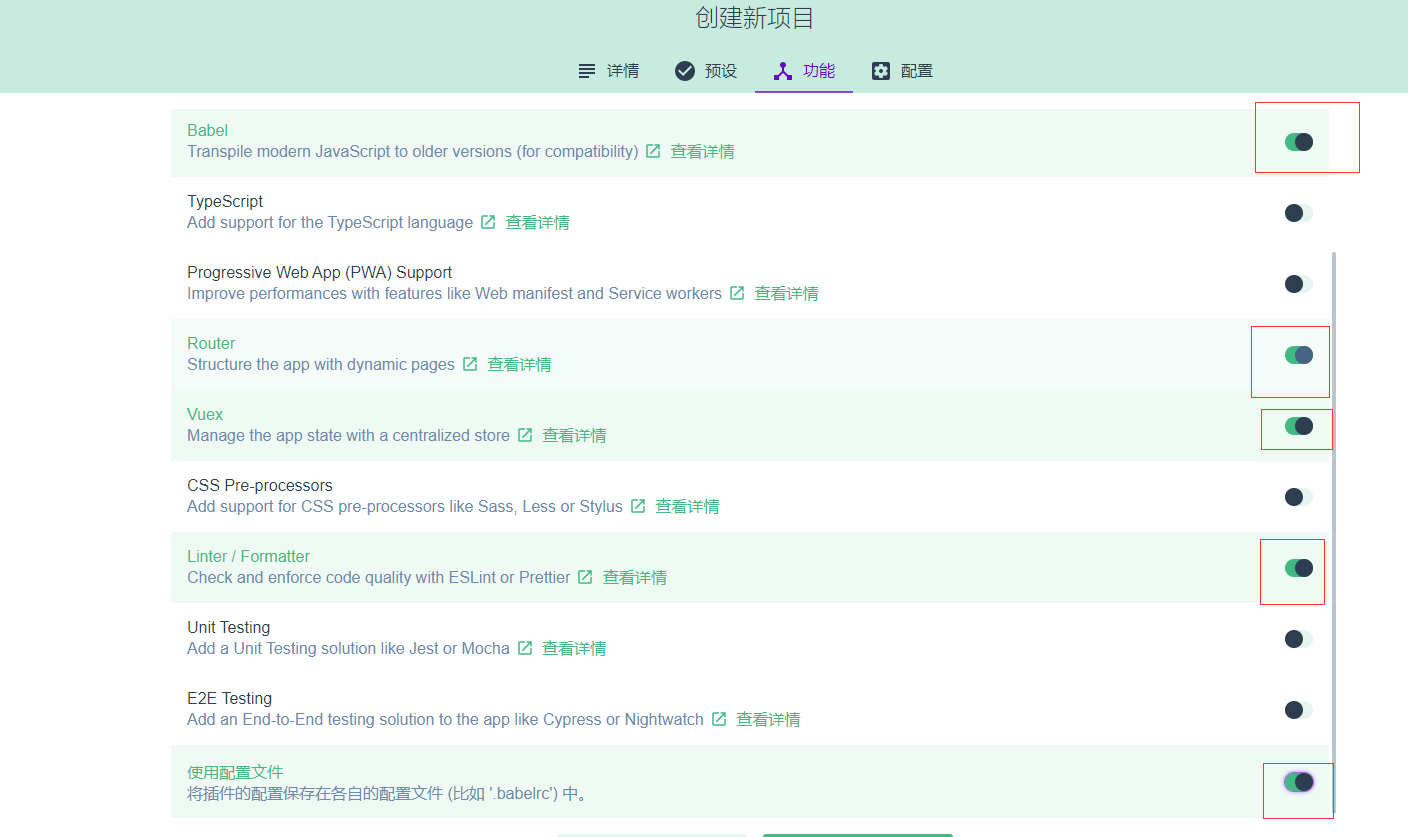 创建新项目
详情 预设 功能 配置
Babel
Transpile modern JavaScript to older versions (for compatibility) 查看详情
TypeScript
Add support for the TypeScript language 查看详情
Progressive Web App (PWA) Support
Improve performances with features like Web manifest and Service workers 查看详情
Router
Structure the app with dynamic pages 查看详情
Vuex
Manage the app state with a centralized store 查看详情
CSS Pre-processors
Add support for CSS pre-processors like Sass, Less or Stylus 查看详情
Linter / Formatter
Check and enforce code quality with ESLint or Prettier 查看详情
Unit Testing
Add a Unit Testing solution like Jest or Mocha 查看详情
E2E Testing
Add an End-to-End testing solution to the app like Cypress or Nightwatch 查看详情
使用配置文件
将插件的配置保存在各自的配置文件 (比如 '.babelrc') 中。